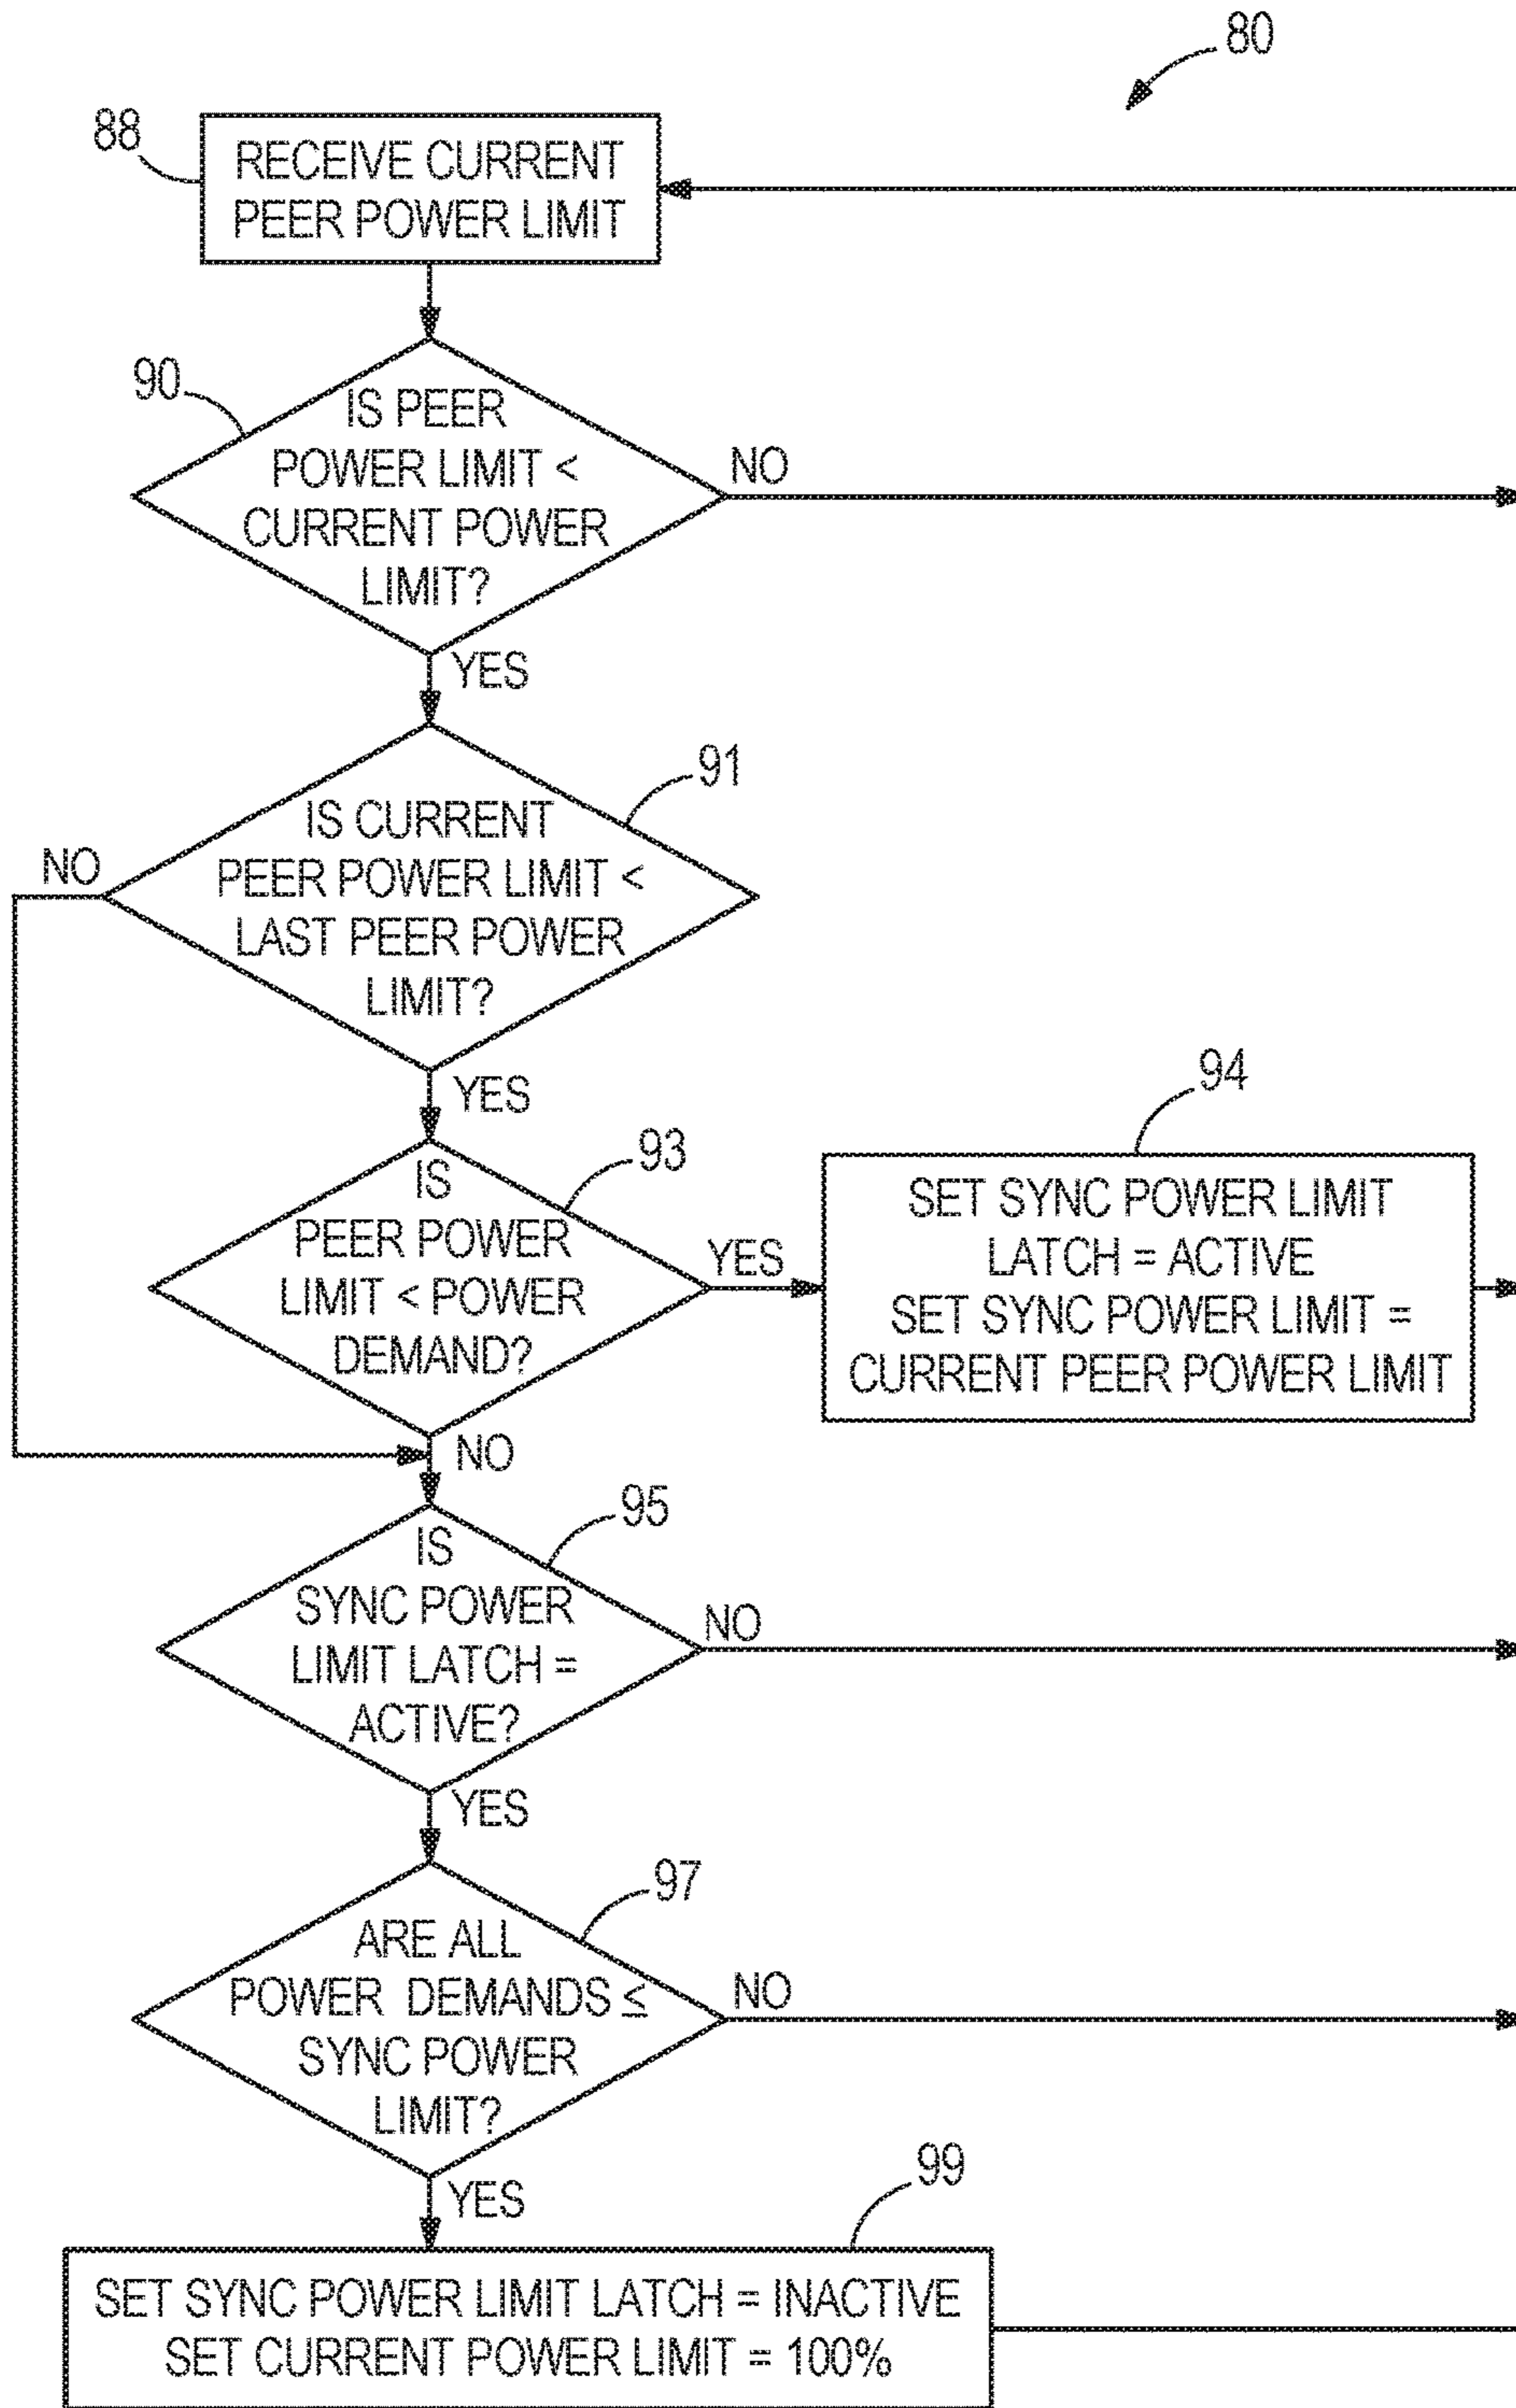 80
88
RECEIVE CURRENT
PEER POWER LIMIT
90
IS PEER
POWER LIMIT <
CURRENT POWER
LIMIT?
NO
YES
91
IS CURRENT
PEER POWER LIMIT <
LAST PEER POWER
LIMIT?
NO
YES
93
IS
PEER POWER
LIMIT < POWER
DEMAND?
YES
94
SET SYNC POWER LIMIT
LATCH = ACTIVE
SET SYNC POWER LIMIT =
CURRENT PEER POWER LIMIT
NO
95
IS
SYNC POWER
LIMIT LATCH =
ACTIVE?
NO
YES
97
ARE ALL
POWER DEMANDS ≤
SYNC POWER
LIMIT?
NO
YES
99
SET SYNC POWER LIMIT LATCH = INACTIVE
SET CURRENT POWER LIMIT = 100%